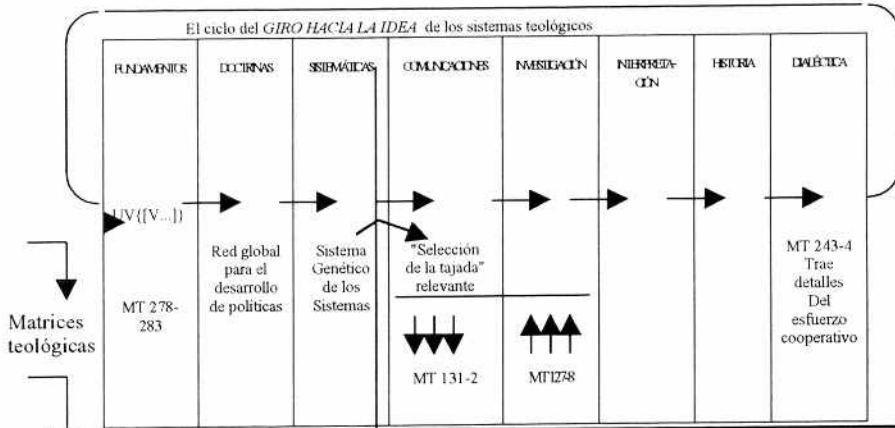 El ciclo del GIRO HACIA LA IDEA de los sistemas teológicos
FUNDAMENTOS
DOCTRINAS
SISTEMÁTICAS
COMUNICACIONES
INVESTIGACIÓN
INTERPRETA-
CIÓN
HISTORIA
DIALÉCTICA
UV{[V...]}
MT 278-
283
Red global
para el
desarrollo
de políticas
Sistema
Genético
de los
Sistemas
"Selección
de la tajada"
relevante
MT 131-2
MT127-8
MT 243-4
Trae
detalles
Del
esfuerzo
cooperativo
Matrices
teológicas